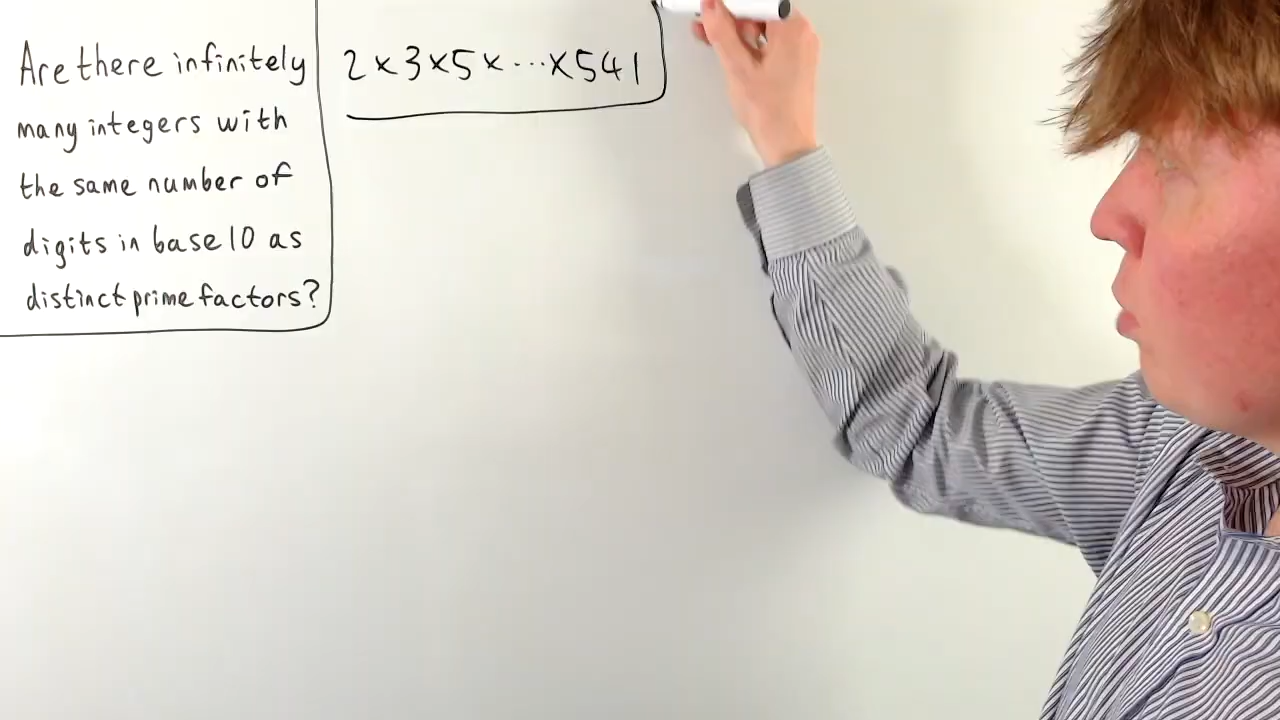 Are there infinitely
many integers with
the same number of
digits in base 10 as
distinct prime factors?
2×3×5×...×541